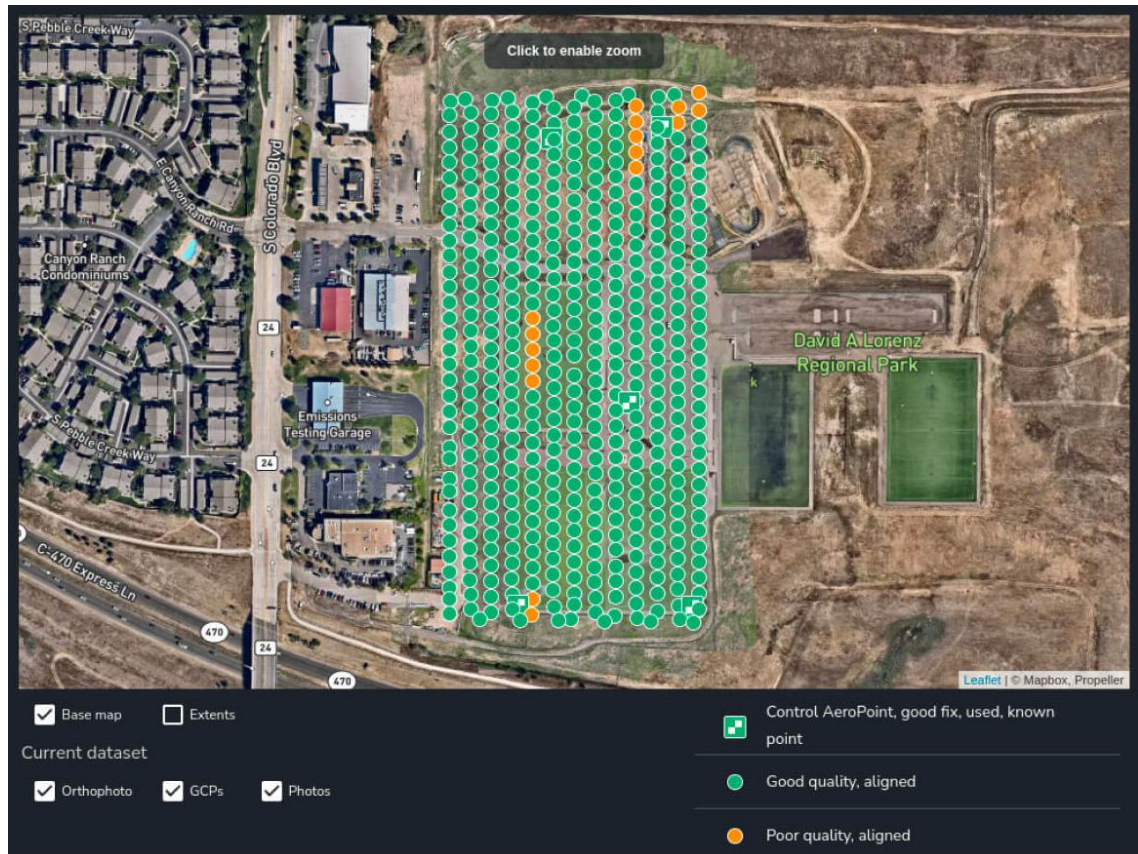 S Pebble Creek Way
Click to enable zoom
E Canyon Ranch Rd
S Colorado Blvd
Canyon Ranch
Condominiums
24
David A Lorenz
Regional Park
k
Emissions
Testing Garage
S Pebble Creek Way
24
C-470 Express Ln
470
24
470
Leaflet | © Mapbox, Propeller
Base map
Extents
Current dataset
Orthophoto
GCPs
Photos
Control AeroPoint, good fix, used, known
point
Good quality, aligned
Poor quality, aligned